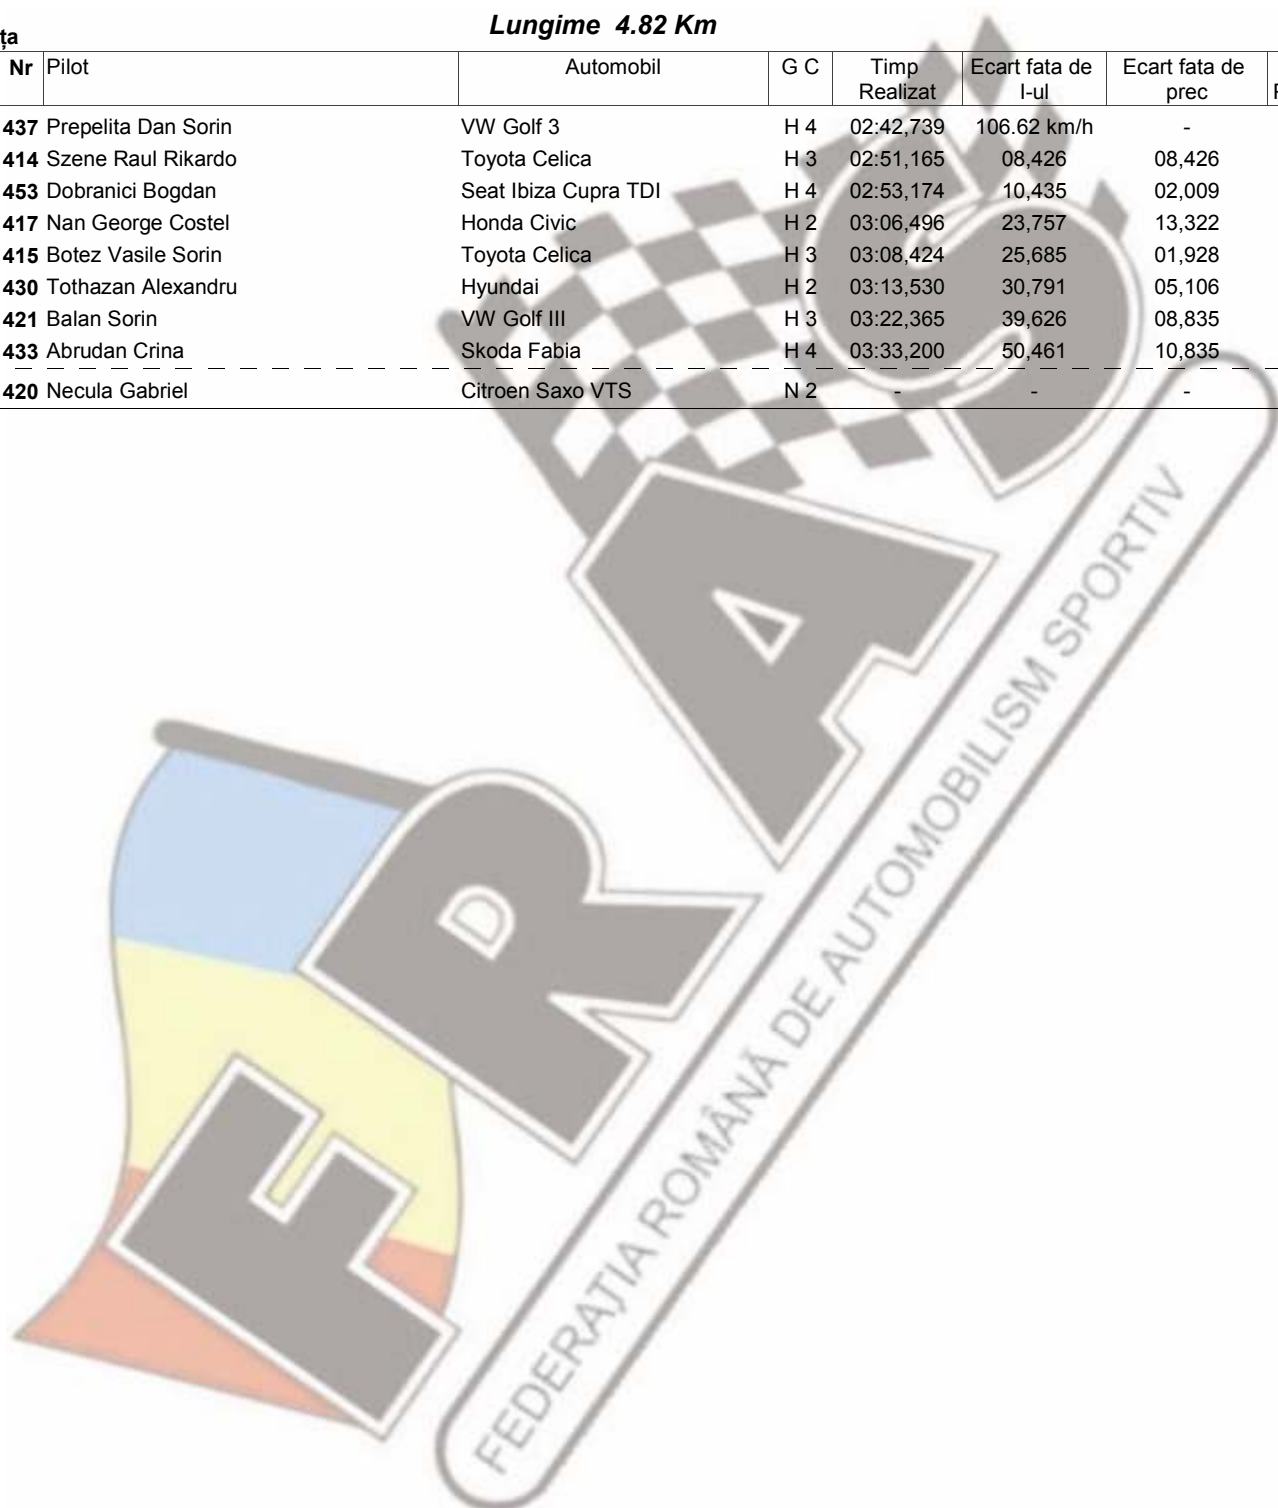 ța
Lungime 4.82 Km
Nr Pilot Automobil G C Timp Realizat Ecart fata de I-ul Ecart fata de prec
437 Prepelita Dan Sorin VW Golf 3 H 4 02:42,739 106.62 km/h -
414 Szene Raul Rikardo Toyota Celica H 3 02:51,165 08,426 08,426
453 Dobranici Bogdan Seat Ibiza Cupra TDI H 4 02:53,174 10,435 02,009
417 Nan George Costel Honda Civic H 2 03:06,496 23,757 13,322
415 Botez Vasile Sorin Toyota Celica H 3 03:08,424 25,685 01,928
430 Tothazan Alexandru Hyundai H 2 03:13,530 30,791 05,106
421 Balan Sorin VW Golf III H 3 03:22,365 39,626 08,835
433 Abrudan Crina Skoda Fabia H 4 03:33,200 50,461 10,835
420 Necula Gabriel Citroen Saxo VTS N 2 - - -
FRAS
FEDERAȚIA ROMÂNĂ DE AUTOMOBILISM SPORTIV